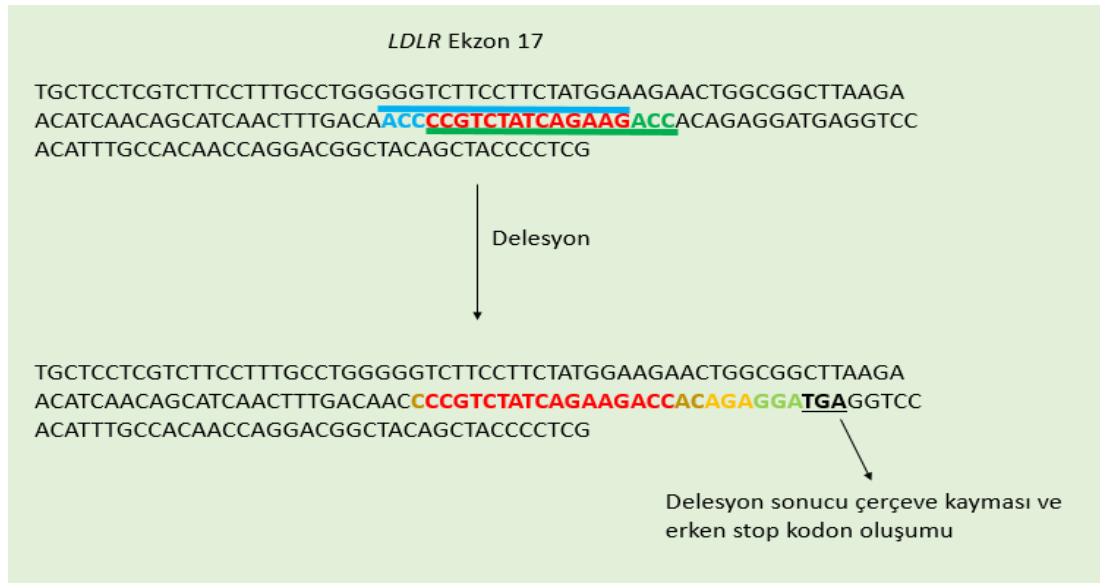 LDLR Ekzon 17
TGCTCCTCGTCTTCCTTTGCCTGGGGGTCTTCCTTCTATGGAAGAACTGGCGGCTTAAGA
ACATCAACAGCATCAACTTTGACAACCCCGTCTATCAGAAGACCACAGAGGATGAGGTCC
ACATTTGCCACAACCAGGACGGCTACAGCTACCCCTCG
Delesyon
TGCTCCTCGTCTTCCTTTGCCTGGGGGTCTTCCTTCTATGGAAGAACTGGCGGCTTAAGA
ACATCAACAGCATCAACTTTGACAACCCCGTCTATCAGAAGACCACAGAGGATGAGGTCC
ACATTTGCCACAACCAGGACGGCTACAGCTACCCCTCG
Delesyon sonucu çerçeve kayması ve
erken stop kodon oluşumu